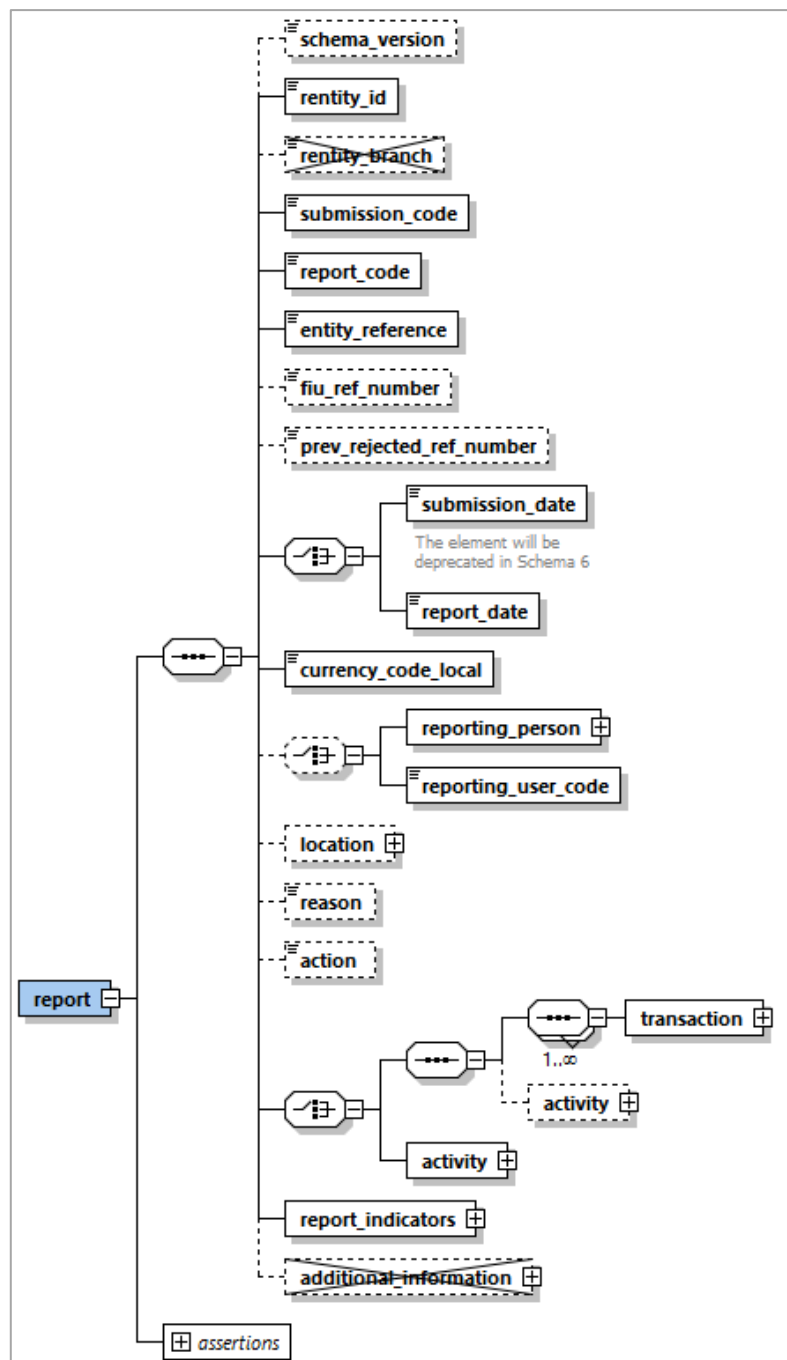 schema_version
rentity_id
rentity_branch
submission_code
report_code
entity_reference
fiu_ref_number
prev_rejected_ref_number
submission_date
The element will be
deprecated in Schema 6
report_date
currency_code_local
reporting_person
reporting_user_code
location
reason
action
report
transaction
1..∞
activity
activity
report_indicators
additional_information
assertions